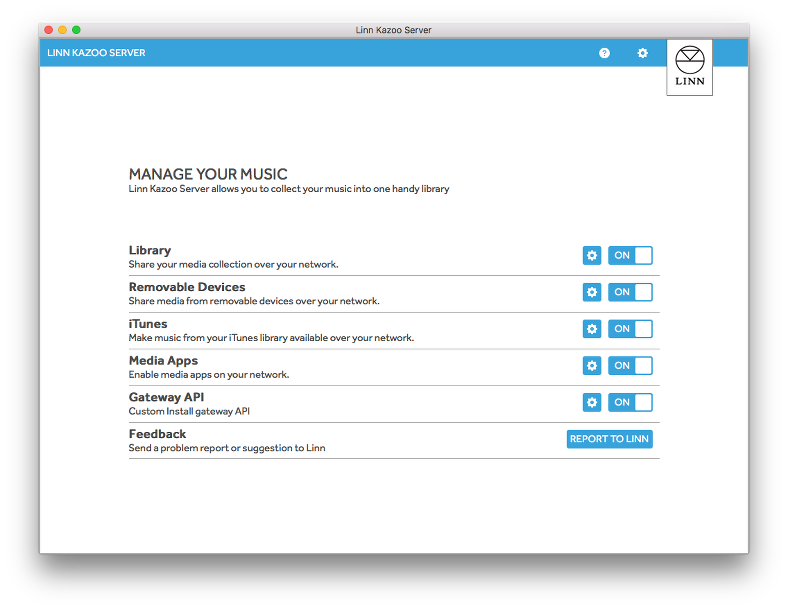 Linn Kazoo Server
LINN KAZOO SERVER
?
LINN
MANAGE YOUR MUSIC
Linn Kazoo Server allows you to collect your music into one handy library
Library
ON
Share your media collection over your network.
Removable Devices
ON
Share media from removable devices over your network.
iTunes
ON
Make music from your iTunes library available over your network.
Media Apps
ON
Enable media apps on your network.
Gateway API
ON
Custom Install gateway API
Feedback
REPORT TO LINN
Send a problem report or suggestion to Linn